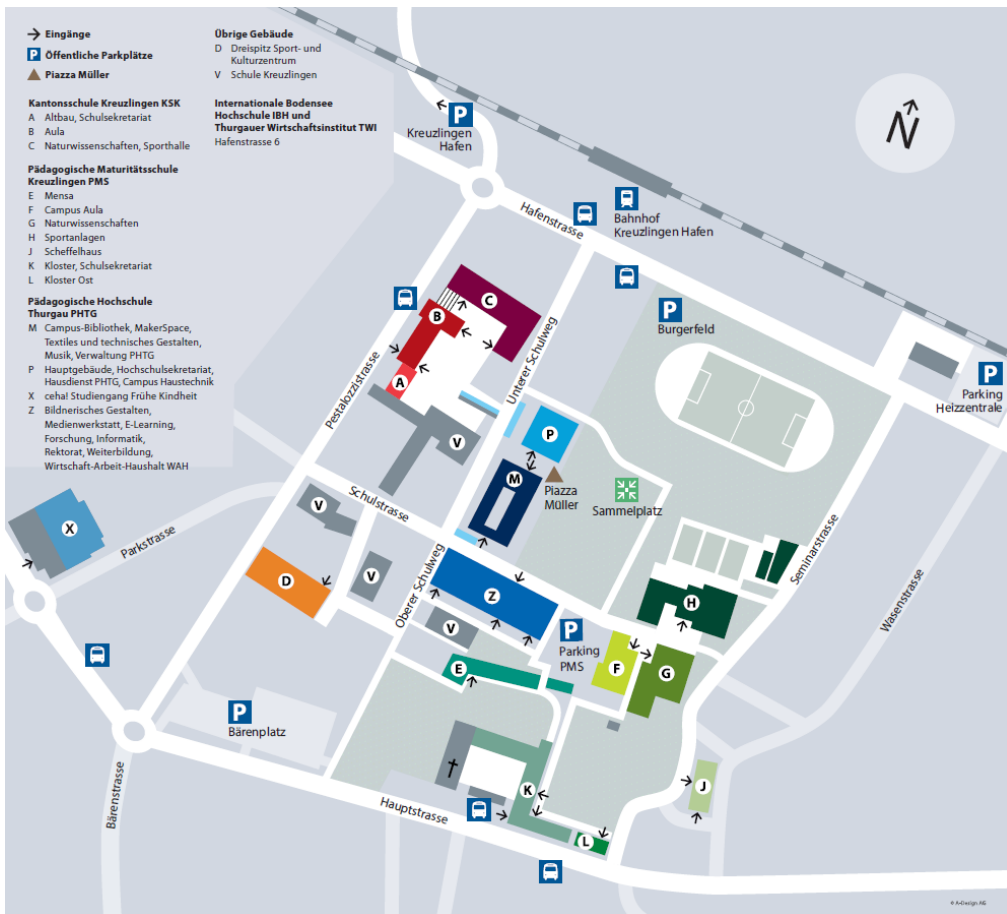 → Eingänge
P Öffentliche Parkplätze
Piazza Müller
Kantonsschule Kreuzlingen KSK
A Altbau, Schulsekretariat
B Aula
C Naturwissenschaften, Sporthalle
Pädagogische Maturitätsschule
Kreuzlingen PMS
E Mensa
F Campus Aula
G Naturwissenschaften
H Sportanlagen
J Scheffelhaus
K Kloster, Schulsekretariat
L Kloster Ost
Pädagogische Hochschule
Thurgau PHTG
M Campus-Bibliothek, MakerSpace,
Textiles und technisches Gestalten,
Musik, Verwaltung PHTG
P Hauptgebäude, Hochschulsekretariat,
Hausdienst PHTG, Campus Haustechnik
X cehal Studiengang Frühe Kindheit
Z Bildnerisches Gestalten,
Medienwerkstatt, E-Learning,
Forschung, Informatik,
Rektorat, Weiterbildung,
Wirtschaft-Arbeit-Haushalt WAH
Übrige Gebäude
D Dreispitz Sport- und
Kulturzentrum
V Schule Kreuzlingen
Internationale Bodensee
Hochschule IBH und
Thurgauer Wirtschaftsinstitut TWI
Hafenstrasse 6
N
P
Kreuzlingen
Hafen
Hafenstrasse
Bahnhof
Kreuzlingen Hafen
P
Burgerfeld
P
Parking
Heizzentrale
C
B
A
V
Pestalozzistrasse
Unterer Schulweg
P
M
Piazza
Müller
Sammelplatz
Schulstrasse
Seminarstrasse
Wasenstrasse
V
X
Parkstrasse
D
V
Oberer Schulweg
Z
H
V
P
Parking
PMS
F
G
E
P
Bärenplatz
Bärenstrasse
Hauptstrasse
K
J
L
© A-Design AG